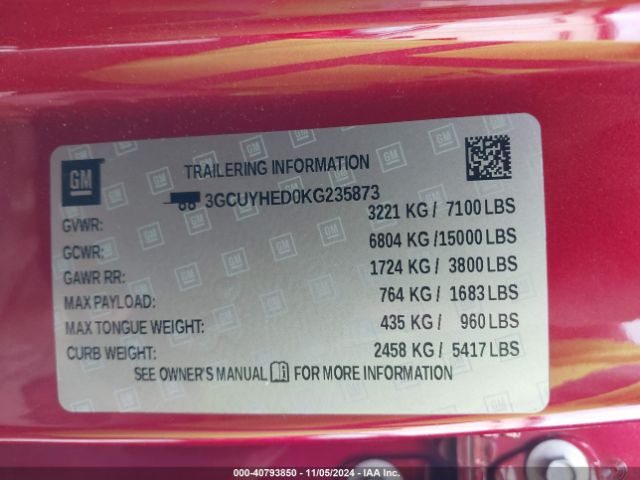 GM TRAILERING INFORMATION
3GCUYHED0KG235873
GVWR: 3221 KG / 7100 LBS
GCWR: 6804 KG /15000 LBS
GAWR RR: 1724 KG / 3800 LBS
MAX PAYLOAD: 764 KG / 1683 LBS
MAX TONGUE WEIGHT: 435 KG / 960 LBS
CURB WEIGHT: 2458 KG / 5417 LBS
SEE OWNER'S MANUAL FOR MORE INFORMATION
000-40793850 - 11/05/2024 - IAA Inc.